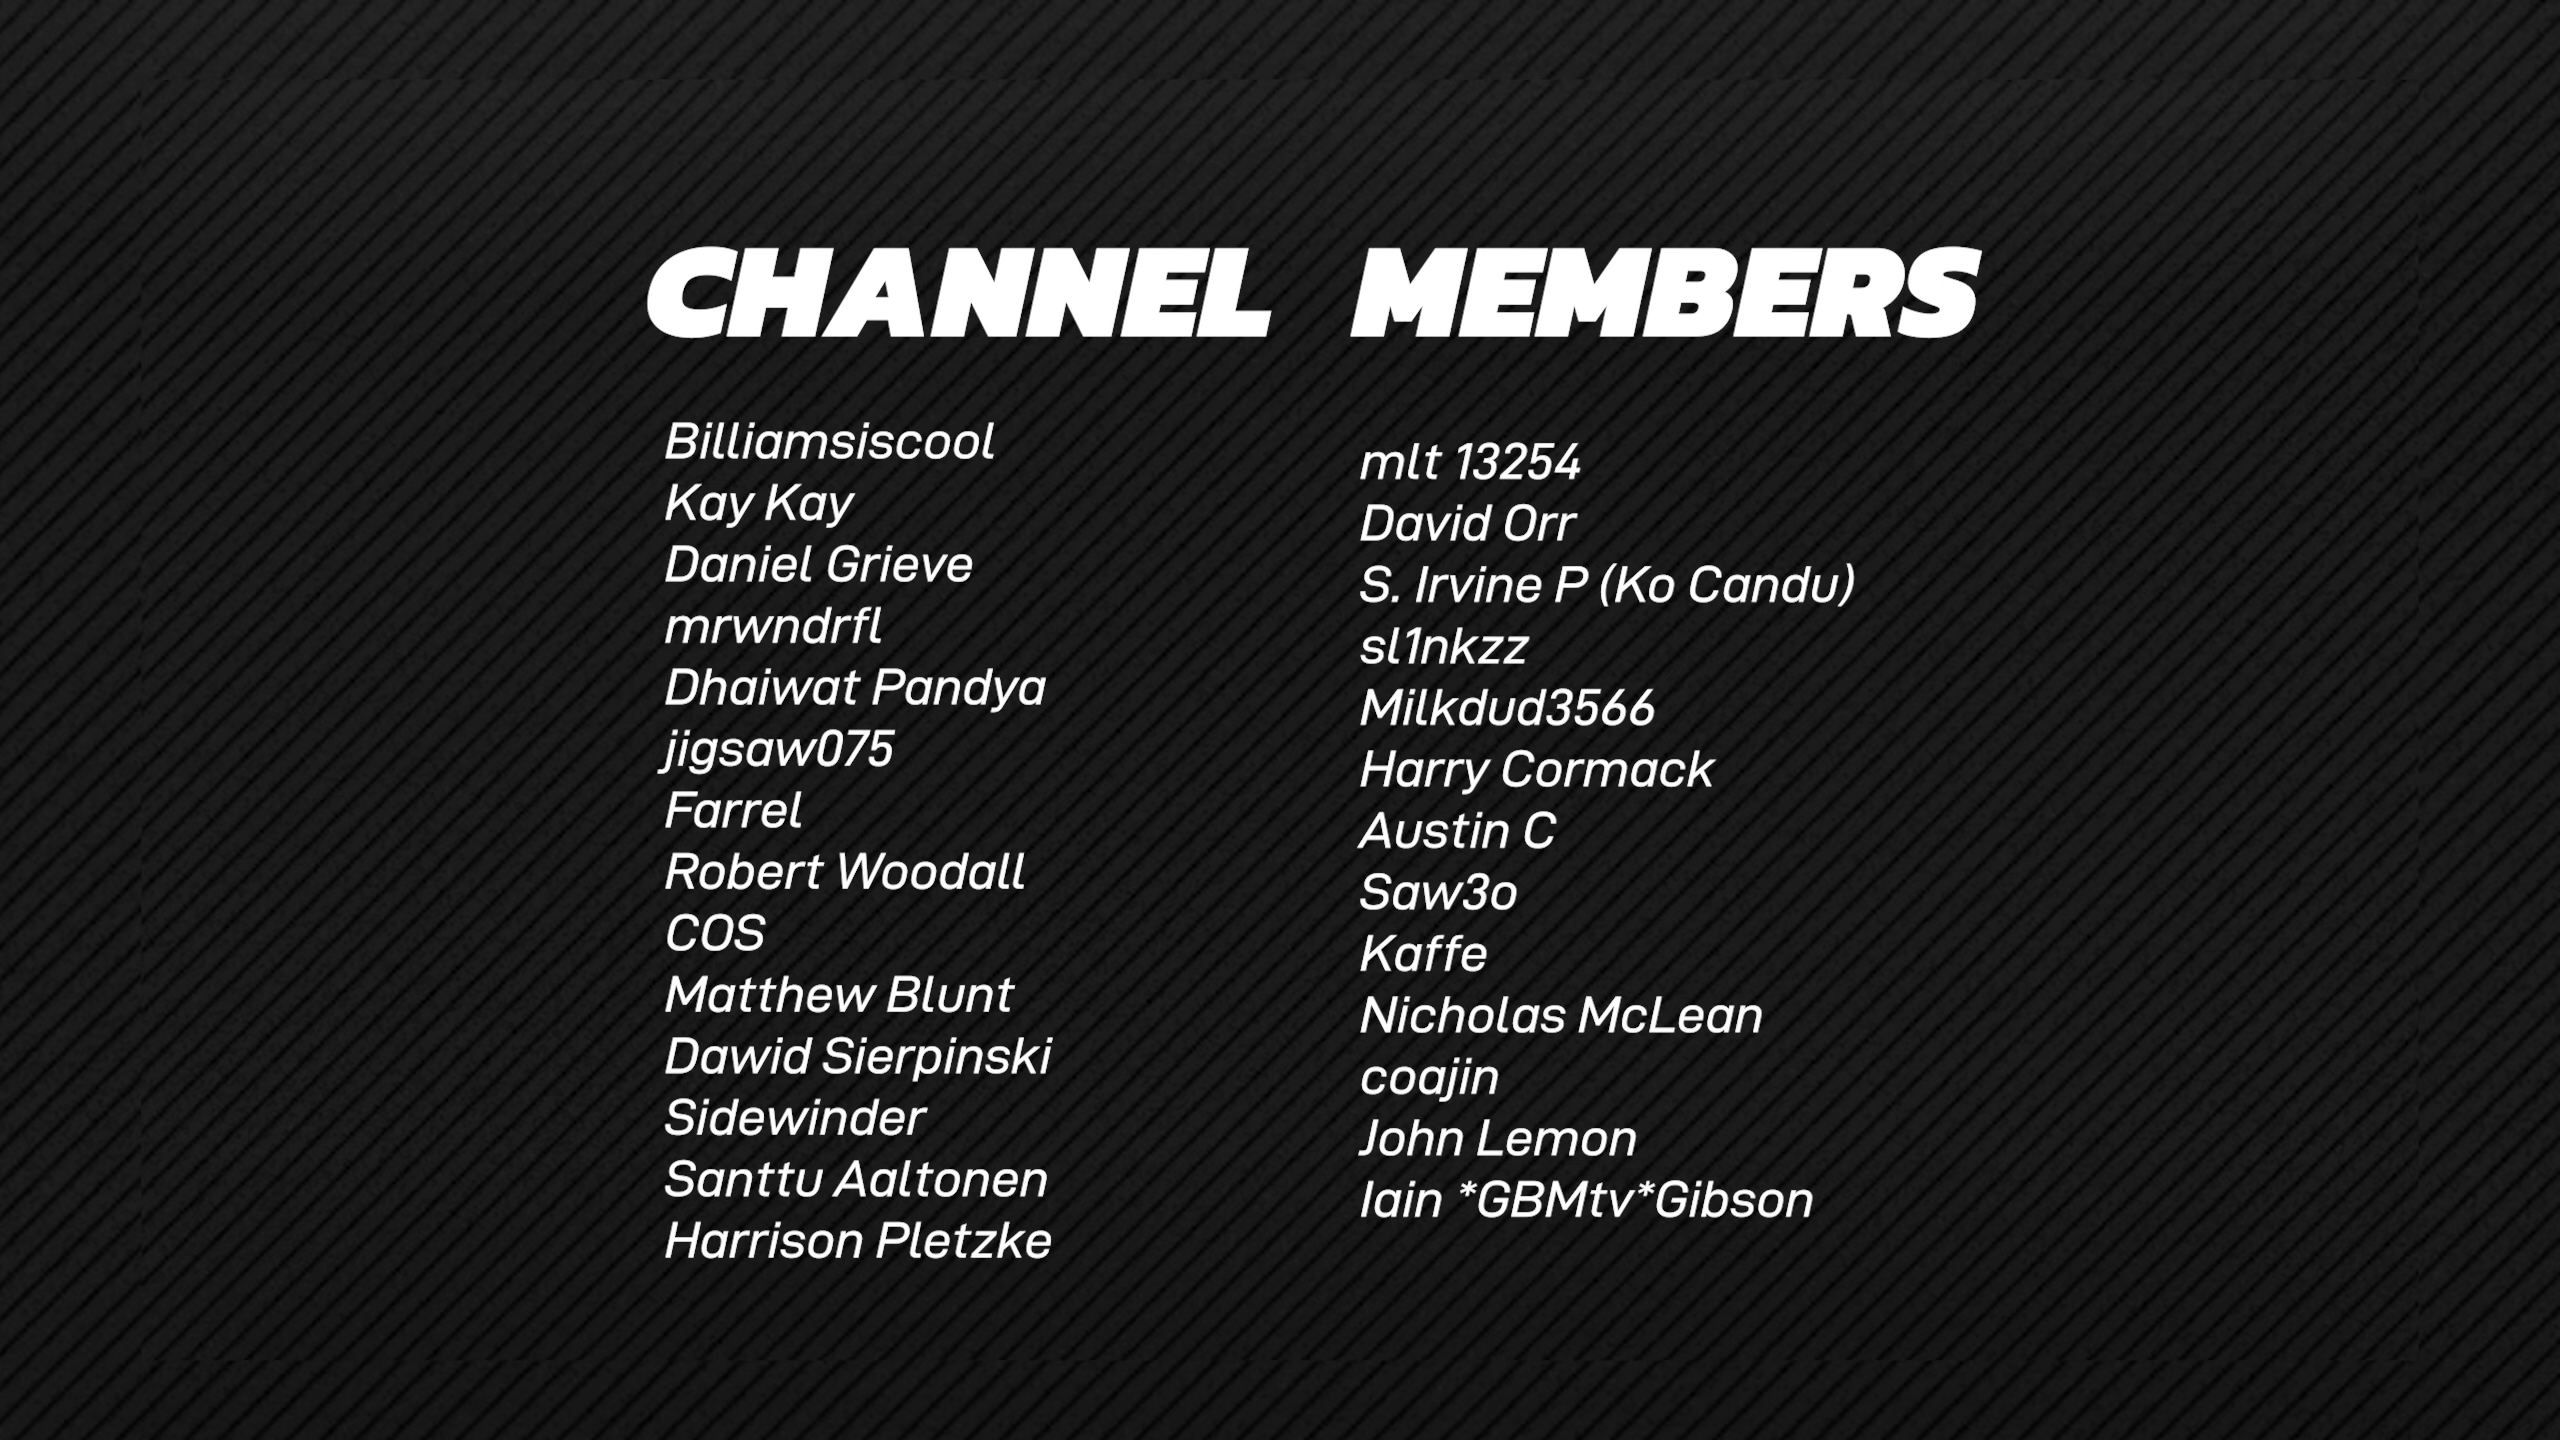 CHANNEL MEMBERS
Billiamsiscool
Kay Kay
Daniel Grieve
mrwndrfl
Dhaiwat Pandya
jigsaw075
Farrel
Robert Woodall
COS
Matthew Blunt
Dawid Sierpinski
Sidewinder
Santtu Aaltonen
Harrison Pletzke
mlt 13254
David Orr
S. Irvine P (Ko Candu)
sl1nkzz
Milkdud3566
Harry Cormack
Austin C
Saw3o
Kaffe
Nicholas McLean
coajin
John Lemon
Iain *GBMtv*Gibson